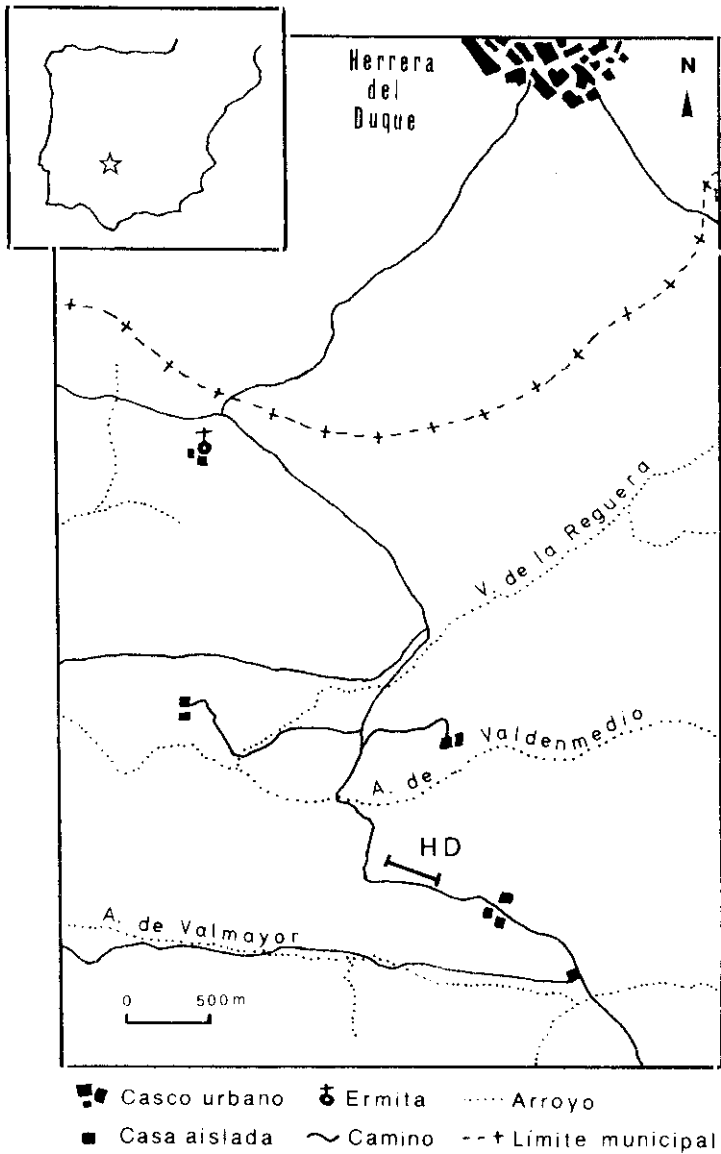 Herrera
del
Duque
N
V. de la Reguera
A. de Valdenmedio
HD
A. de Valmayor
0 500m
Casco urbano
Ermita
Arroyo
Casa aislada
Camino
Límite municipal